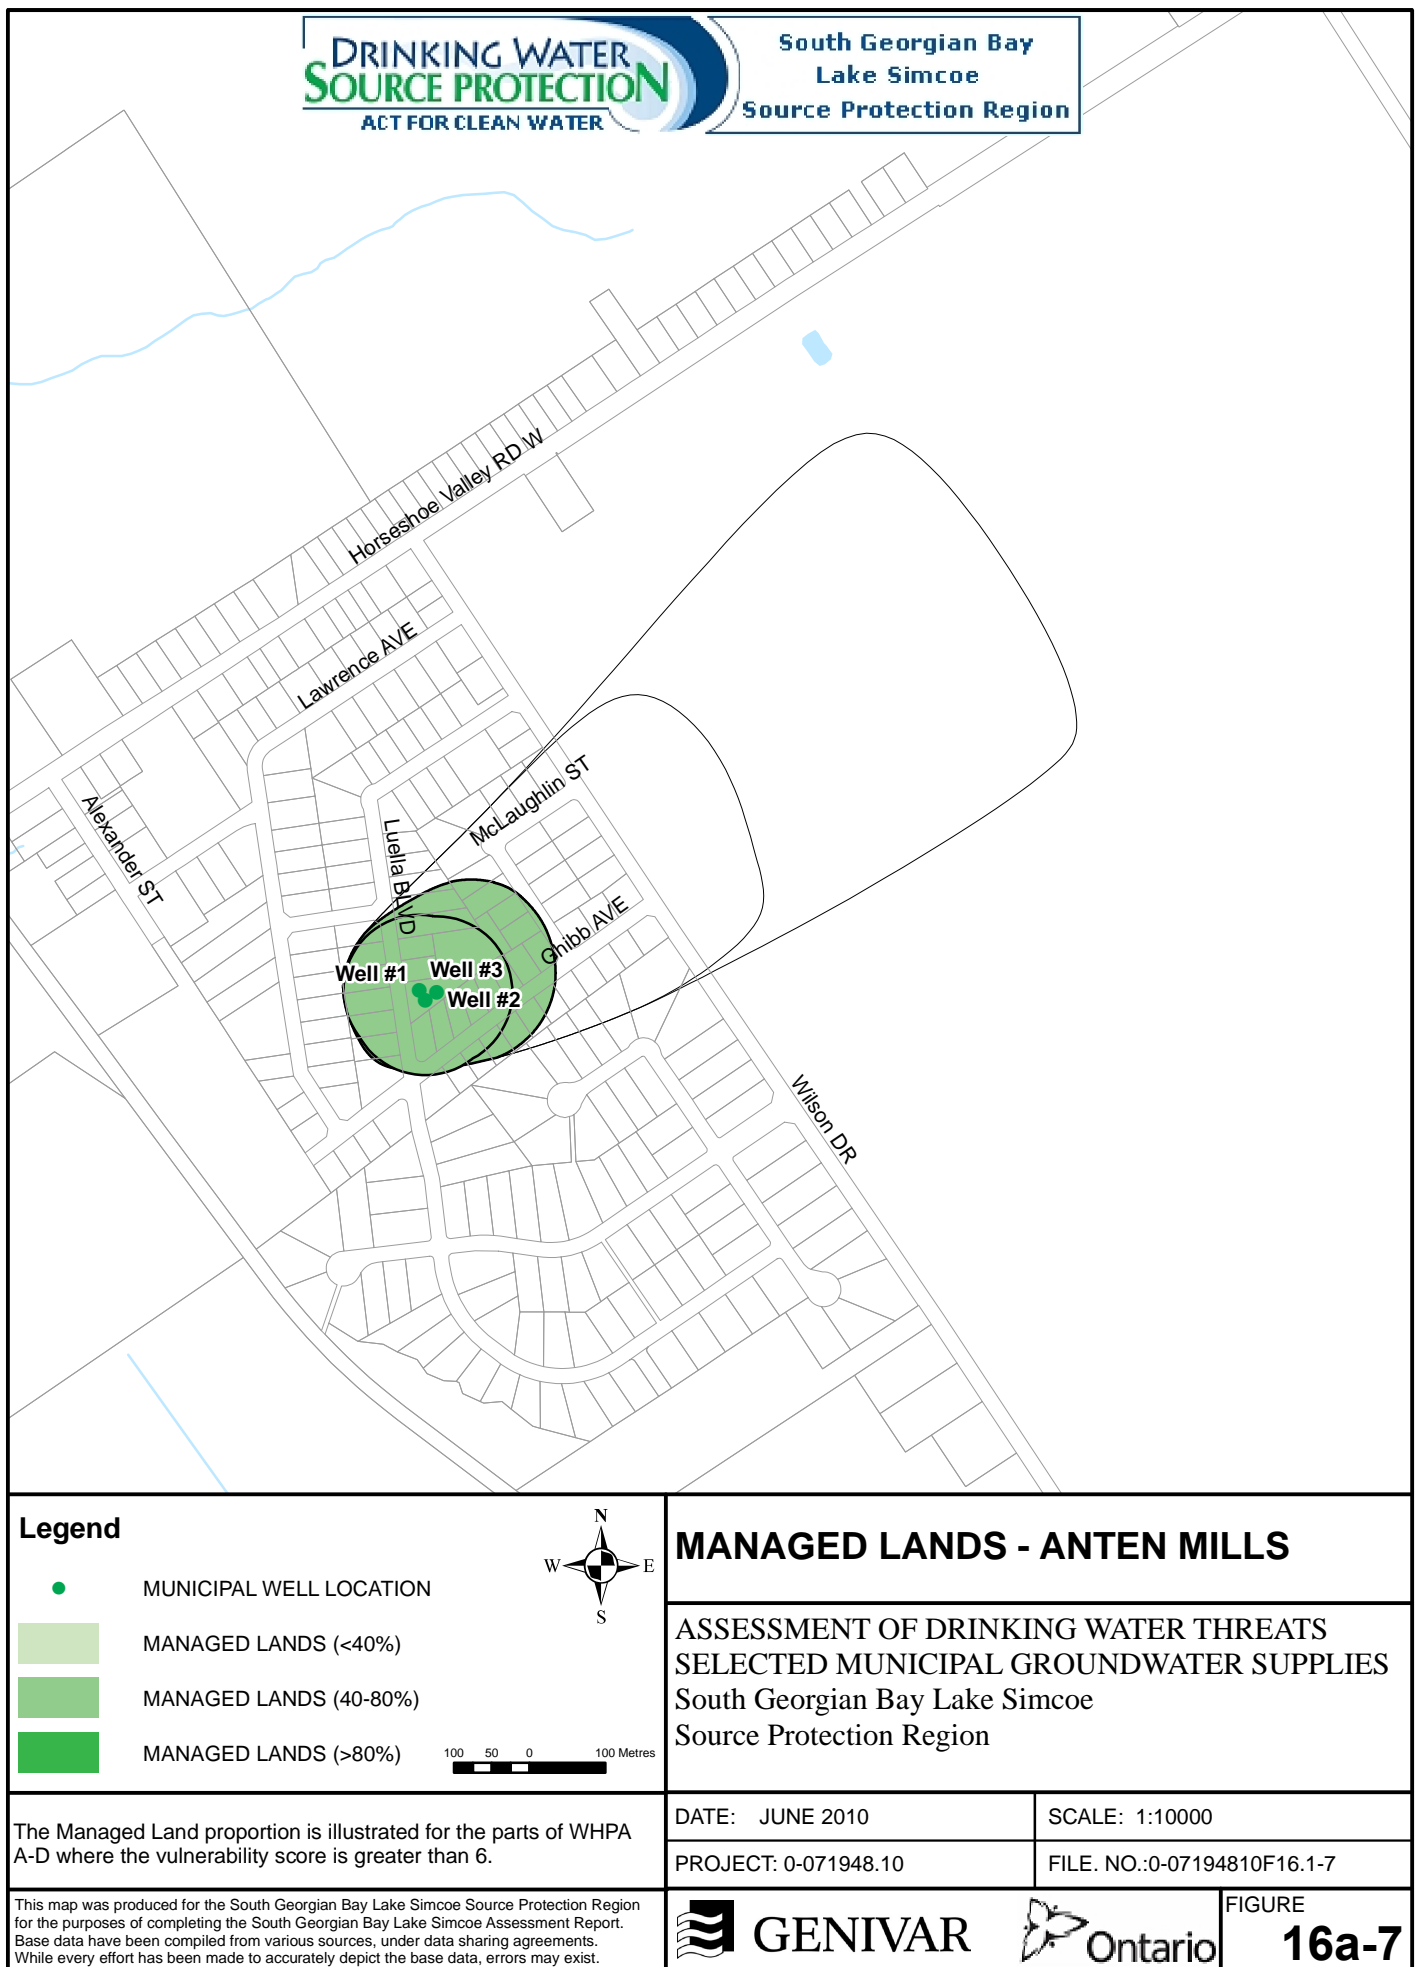 DRINKING WATER
SOURCE PROTECTION
ACT FOR CLEAN WATER
South Georgian Bay
Lake Simcoe
Source Protection Region
Horseshoe Valley RD W
Lawrence AVE
Alexander ST
Luella BLVD
McLaughlin ST
Ghibb AVE
Well #1
Well #3
Well #2
Wilson DR
Legend
MUNICIPAL WELL LOCATION
MANAGED LANDS (<40%)
MANAGED LANDS (40-80%)
MANAGED LANDS (>80%)
N
W
E
S
100 50 0 100 Metres
MANAGED LANDS - ANTEN MILLS
ASSESSMENT OF DRINKING WATER THREATS
SELECTED MUNICIPAL GROUNDWATER SUPPLIES
South Georgian Bay Lake Simcoe
Source Protection Region
The Managed Land proportion is illustrated for the parts of WHPA
A-D where the vulnerability score is greater than 6.
DATE: JUNE 2010
SCALE: 1:10000
PROJECT: 0-071948.10
FILE. NO.:0-07194810F16.1-7
This map was produced for the South Georgian Bay Lake Simcoe Source Protection Region
for the purposes of completing the South Georgian Bay Lake Simcoe Assessment Report.
Base data have been compiled from various sources, under data sharing agreements.
While every effort has been made to accurately depict the base data, errors may exist.
GENIVAR
Ontario
FIGURE
16a-7